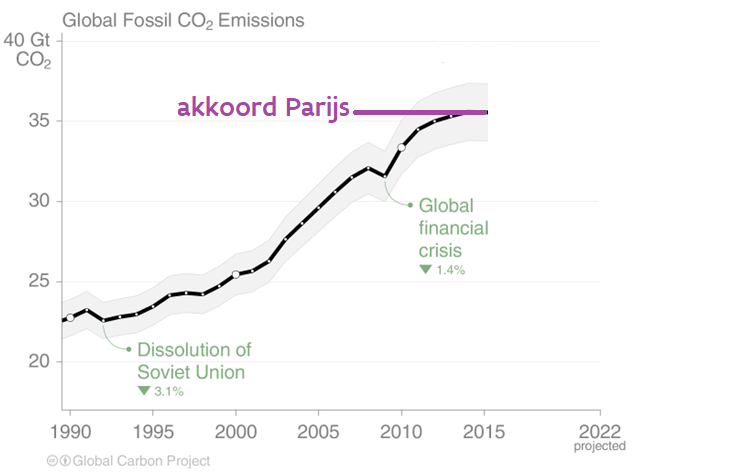 Global Fossil CO₂ Emissions
40 Gt
CO₂
akkoord Parijs
35
30
Global
financial
crisis
▼ 1.4%
25
20
Dissolution of
Soviet Union
▼ 3.1%
1990 1995 2000 2005 2010 2015 2022
projected
Global Carbon Project